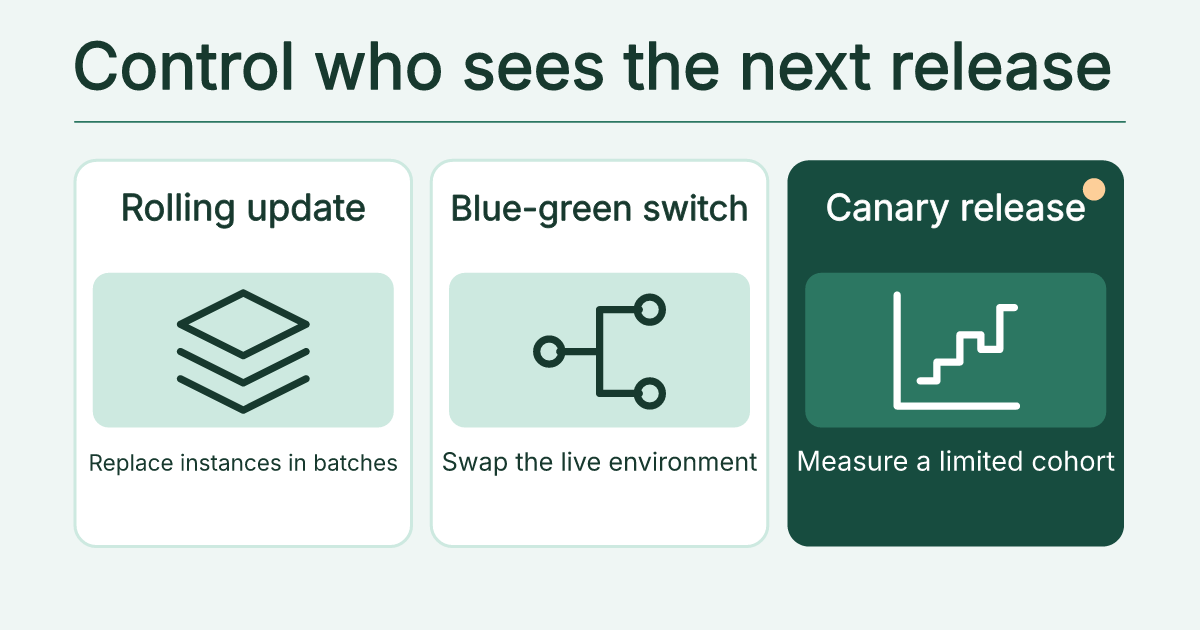 Control who sees the next release
Rolling update
Replace instances in batches
Blue-green switch
Swap the live environment
Canary release
Measure a limited cohort